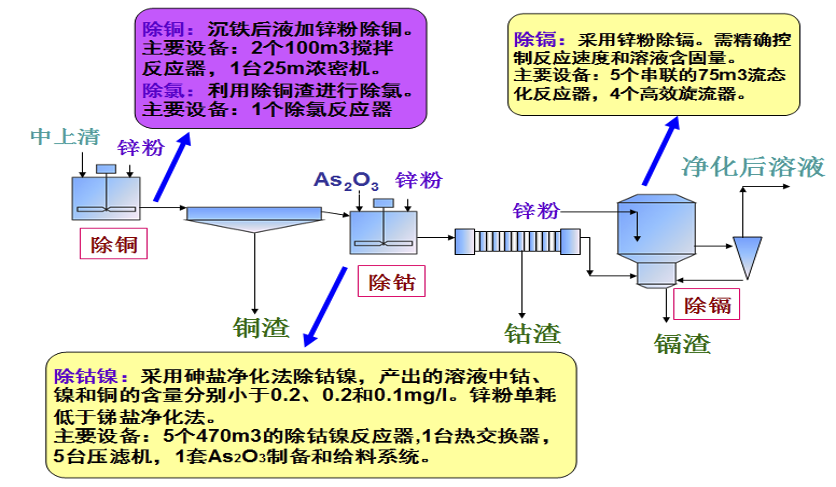 除铜：沉铁后液加锌粉除铜。
主要设备：2个100m3搅拌
反应器，1台25m浓密机。
除氯：利用除铜渣进行除氯。
主要设备：1个除氯反应器
除镉：采用锌粉除镉。需精确控
制反应速度和溶液含固量。
主要设备：5个串联的75m3流态
化反应器，4个高效旋流器。
中上清
锌粉
As₂O₃
锌粉
锌粉
净化后溶液
除铜
除钴
除镉
铜渣
钴渣
镉渣
除钴镍：采用砷盐净化法除钴镍，产出的溶液中钴、
镍和铜的含量分别小于0.2、0.2和0.1mg/l。锌粉单耗
低于锑盐净化法。
主要设备：5个470m3的除钴镍反应器,1台热交换器，
5台压滤机，1套As₂O₃制备和给料系统。